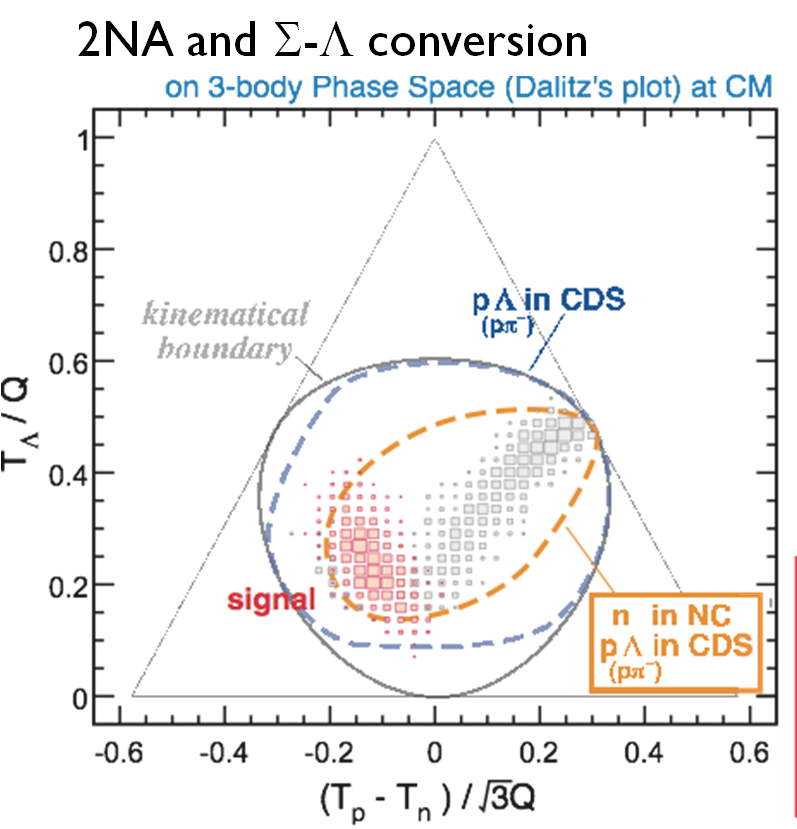 2NA and Σ-Λ conversion
on 3-body Phase Space (Dalitz's plot) at CM
1
0.8
0.6
0.4
0.2
0
T_Λ / Q
kinematical
boundary
p Λ in CDS
(pπ⁻)
signal
n in NC
p Λ in CDS
(pπ⁻)
-0.6 -0.4 -0.2 0 0.2 0.4 0.6
(T_p - T_n ) / √3Q